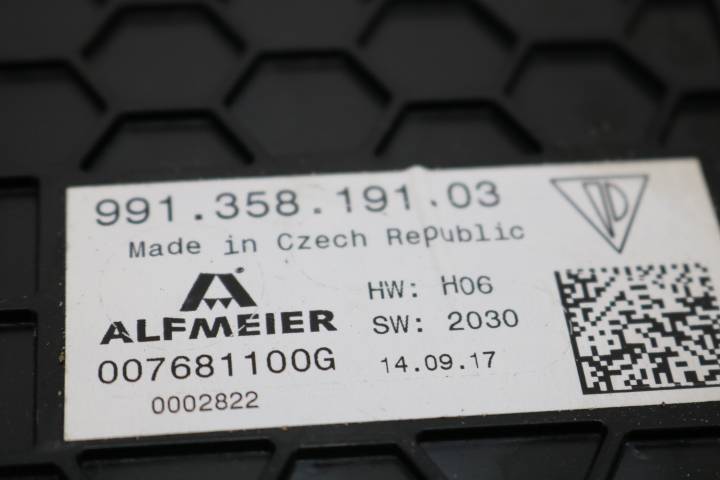 991.358.191.03
Made in Czech Republic
ALFMEIER
HW: H06
SW: 2030
007681100G
14.09.17
0002822